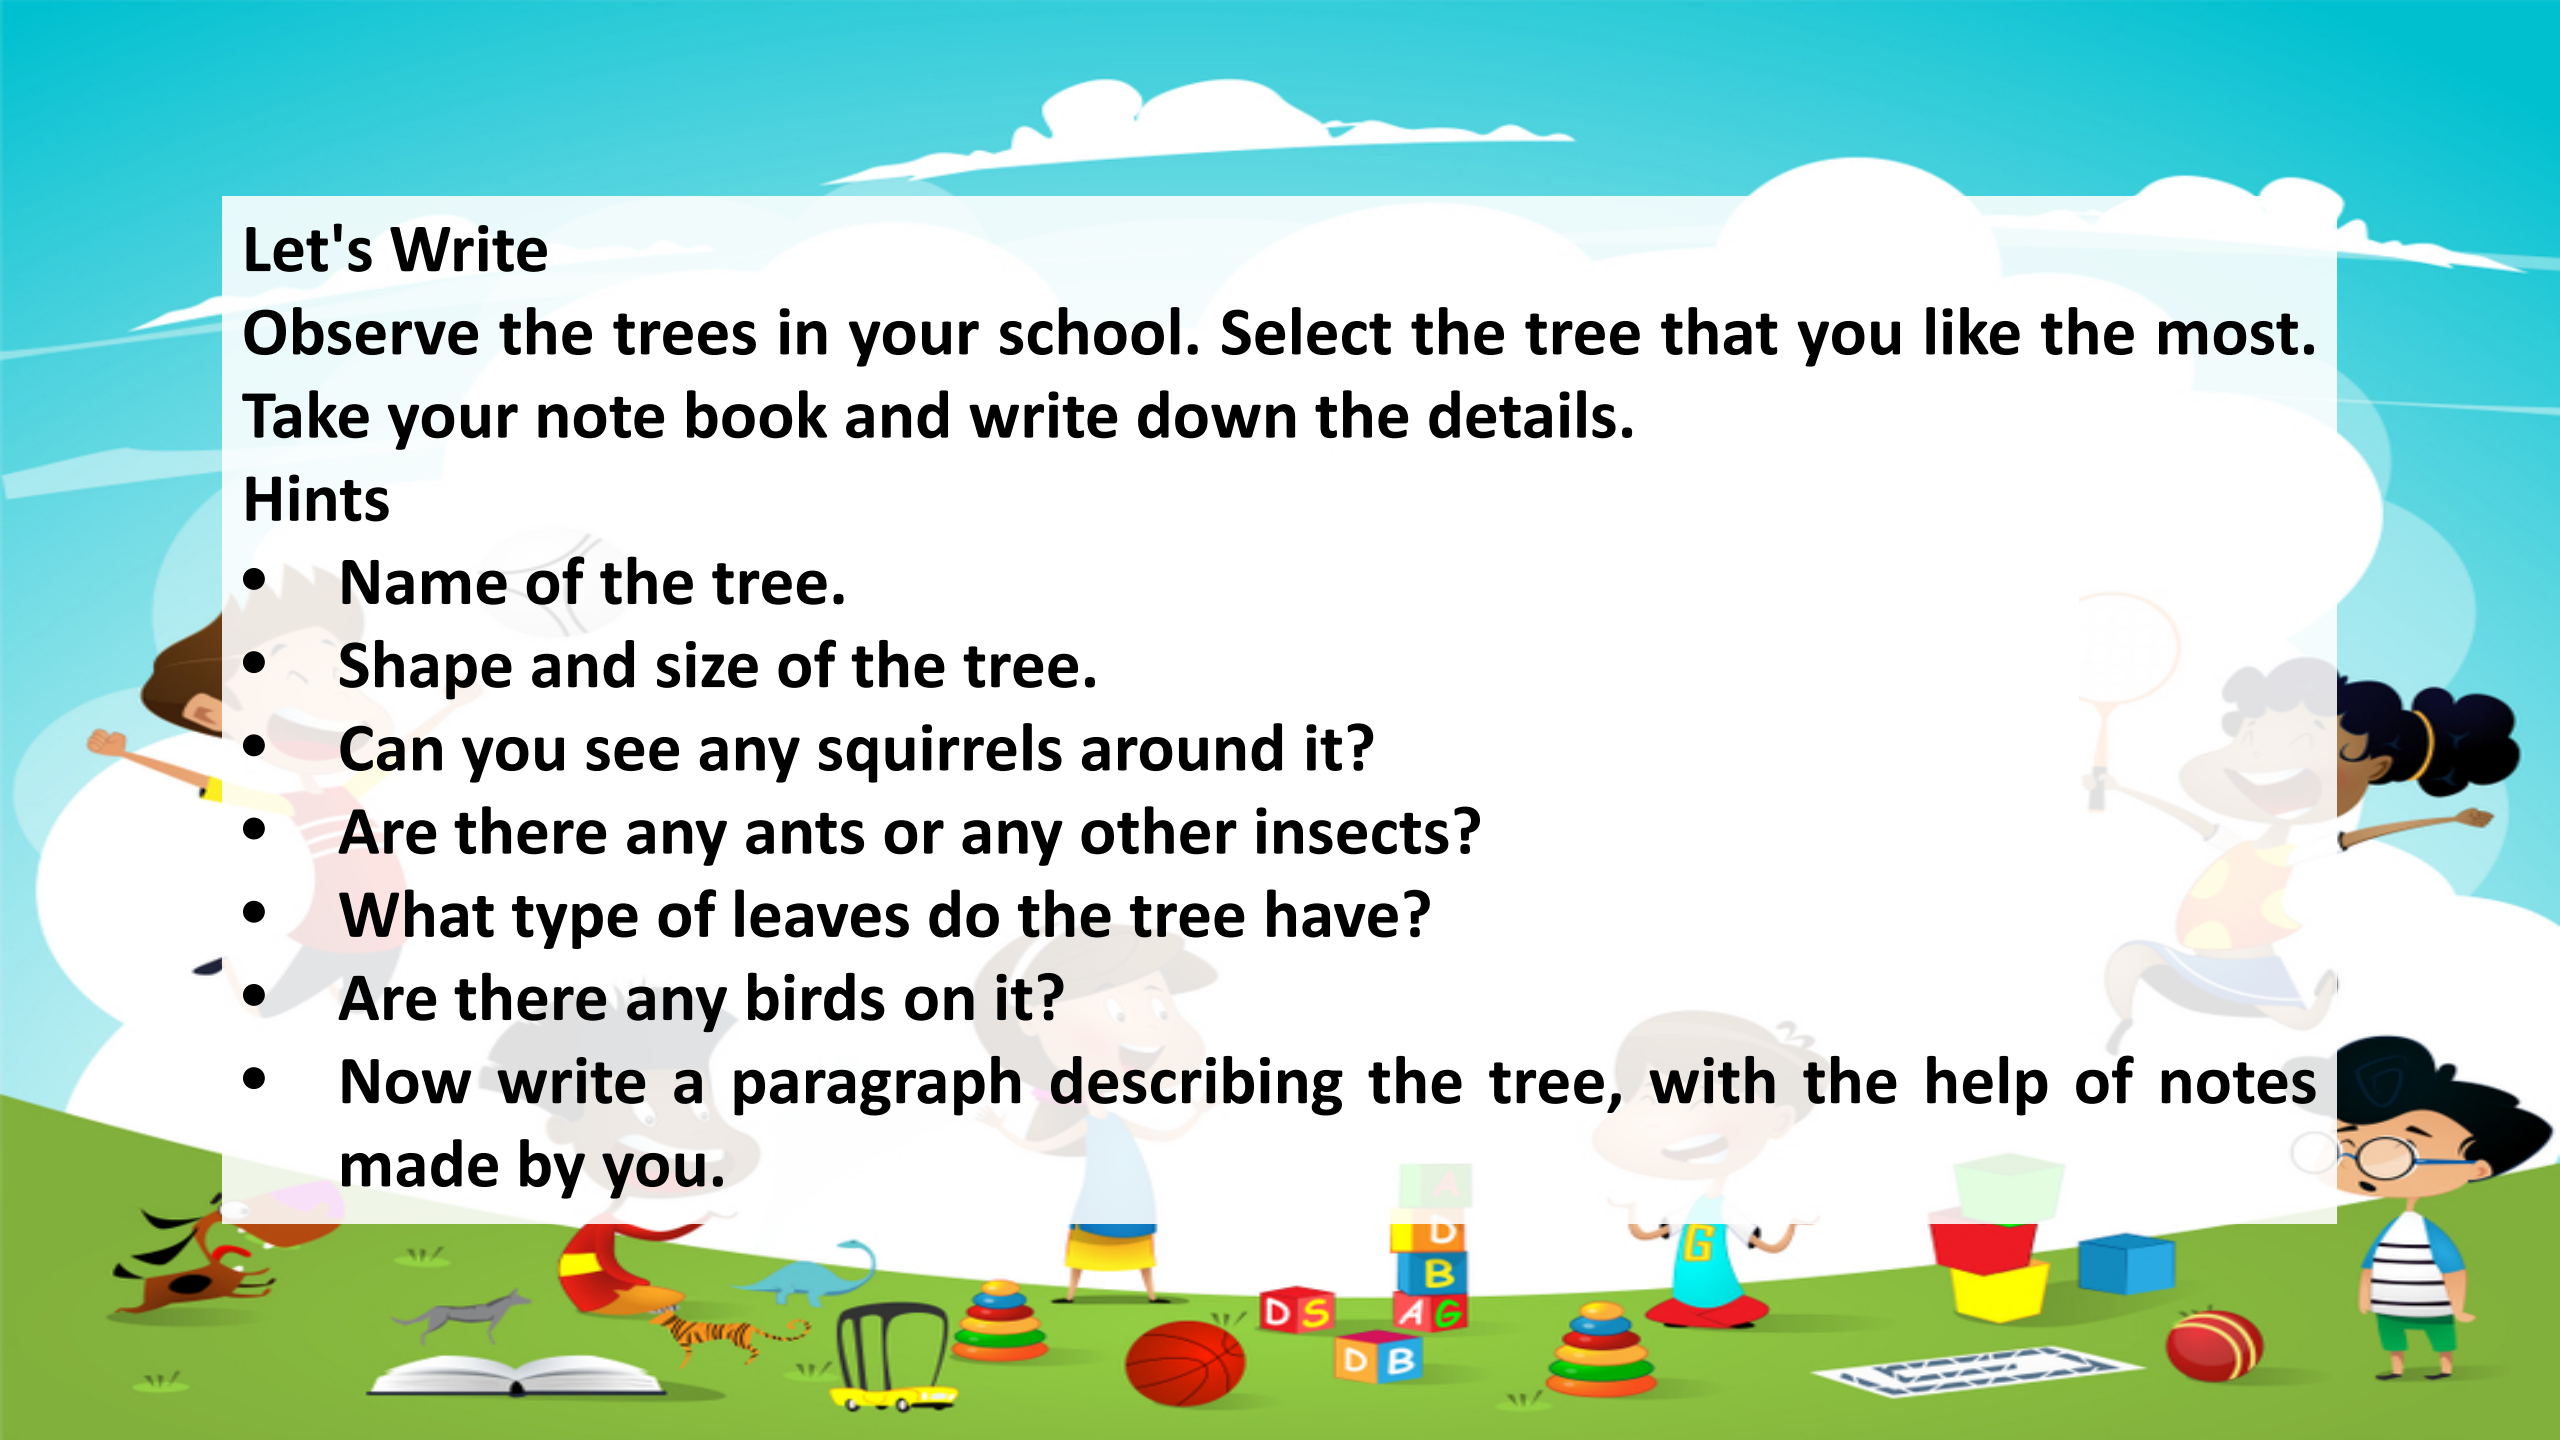 Let's Write
Observe the trees in your school. Select the tree that you like the most.
Take your note book and write down the details.
Hints
• Name of the tree.
• Shape and size of the tree.
• Can you see any squirrels around it?
• Are there any ants or any other insects?
• What type of leaves do the tree have?
• Are there any birds on it?
• Now write a paragraph describing the tree, with the help of notes
made by you.
A
D
B
D S
A G
D B
G